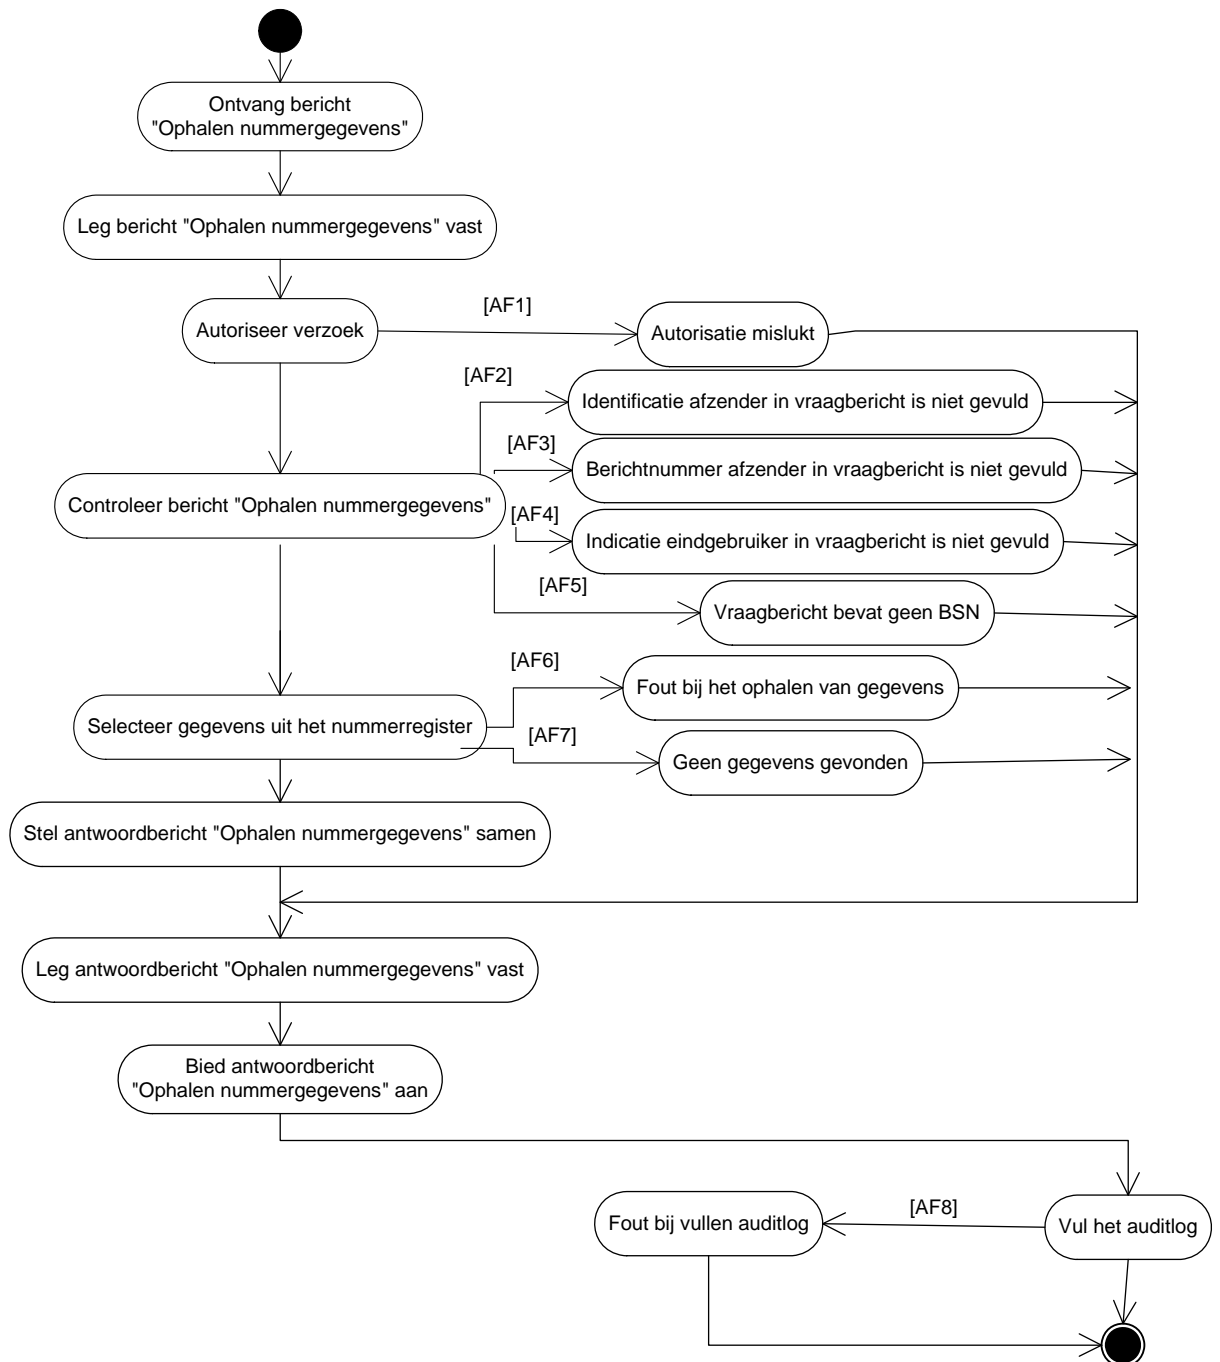 Ontvang bericht
"Ophalen nummergegevens"
Leg bericht "Ophalen nummergegevens" vast
[AF1]
Autoriseer verzoek
Autorisatie mislukt
[AF2]
Identificatie afzender in vraagbericht is niet gevuld
[AF3]
Berichtnummer afzender in vraagbericht is niet gevuld
Controleer bericht "Ophalen nummergegevens"
[AF4]
Indicatie eindgebruiker in vraagbericht is niet gevuld
[AF5]
Vraagbericht bevat geen BSN
[AF6]
Fout bij het ophalen van gegevens
Selecteer gegevens uit het nummerregister
[AF7]
Geen gegevens gevonden
Stel antwoordbericht "Ophalen nummergegevens" samen
Leg antwoordbericht "Ophalen nummergegevens" vast
Bied antwoordbericht
"Ophalen nummergegevens" aan
[AF8]
Fout bij vullen auditlog
Vul het auditlog